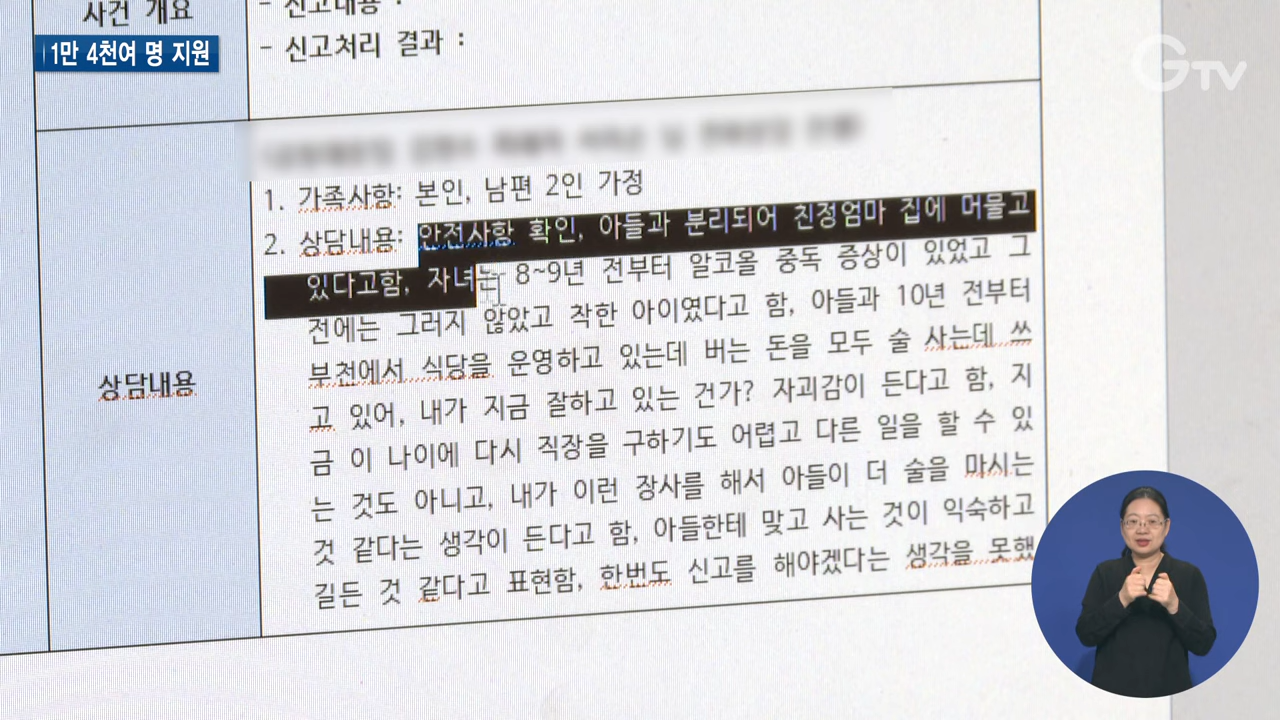 사건 개요
- 신고내용 :
1만 4천여 명 지원
- 신고처리 결과 :
GTV
1. 가족사항: 본인, 남편 2인 가정
2. 상담내용: 안전사항 확인, 아들과 분리되어 친정엄마 집에 머물고
있다고함, 자녀는 8~9년 전부터 알코올 중독 증상이 있었고 그
전에는 그러지 않았고 착한 아이였다고 함, 아들과 10년 전부터
부천에서 식당을 운영하고 있는데 버는 돈을 모두 술 사는데 쓰
고 있어, 내가 지금 잘하고 있는 건가? 자괴감이 든다고 함, 지
금 이 나이에 다시 직장을 구하기도 어렵고 다른 일을 할 수 있
는 것도 아니고, 내가 이런 장사를 해서 아들이 더 술을 마시는
것 같다는 생각이 든다고 함, 아들한테 맞고 사는 것이 익숙하고
길든 것 같다고 표현함, 한번도 신고를 해야겠다는 생각을 못했
상담내용